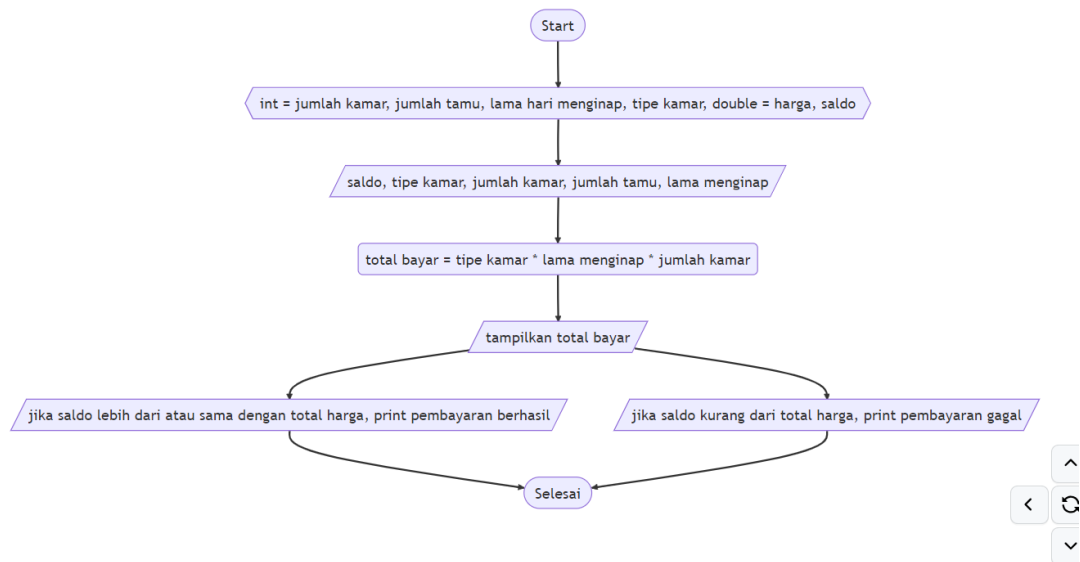 Start
int = jumlah kamar, jumlah tamu, lama hari menginap, tipe kamar, double = harga, saldo
saldo, tipe kamar, jumlah kamar, jumlah tamu, lama menginap
total bayar = tipe kamar * lama menginap * jumlah kamar
tampilkan total bayar
jika saldo lebih dari atau sama dengan total harga, print pembayaran berhasil
jika saldo kurang dari total harga, print pembayaran gagal
Selesai